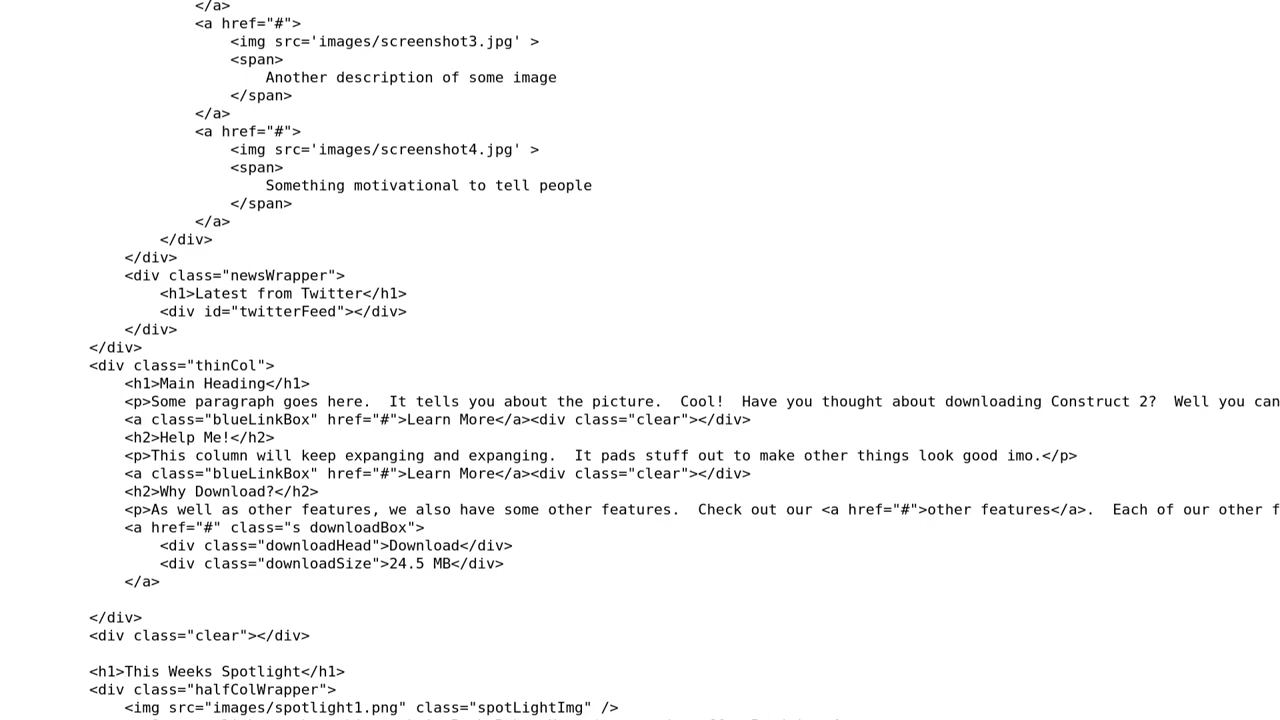 </a>
<a href="#">
<img src='images/screenshot3.jpg' >
<span>
Another description of some image
</span>
</a>
<a href="#">
<img src='images/screenshot4.jpg' >
<span>
Something motivational to tell people
</span>
</a>
</div>
</div>
<div class="newsWrapper">
<h1>Latest from Twitter</h1>
<div id="twitterFeed"></div>
</div>
</div>
<div class="thinCol">
<h1>Main Heading</h1>
<p>Some paragraph goes here.  It tells you about the picture.  Cool!  Have you thought about downloading Construct 2?  Well you can
<a class="blueLinkBox" href="#">Learn More</a><div class="clear"></div>
<h2>Help Me!</h2>
<p>This column will keep expanging and expanging.  It pads stuff out to make other things look good imo.</p>
<a class="blueLinkBox" href="#">Learn More</a><div class="clear"></div>
<h2>Why Download?</h2>
<p>As well as other features, we also have some other features.  Check out our <a href="#">other features</a>.  Each of our other f
<a href="#" class="s downloadBox">
<div class="downloadHead">Download</div>
<div class="downloadSize">24.5 MB</div>
</a>
</div>
<div class="clear"></div>
<h1>This Weeks Spotlight</h1>
<div class="halfColWrapper">
<img src="images/spotlight1.png" class="spotLightImg" />